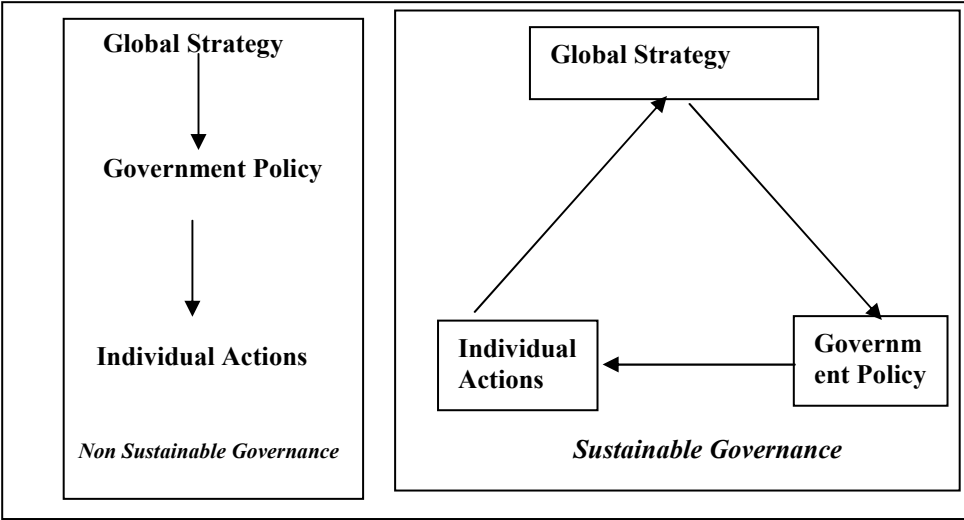 Global Strategy
Government Policy
Individual Actions
Non Sustainable Governance
Global Strategy
Individual
Actions
Governm
ent Policy
Sustainable Governance